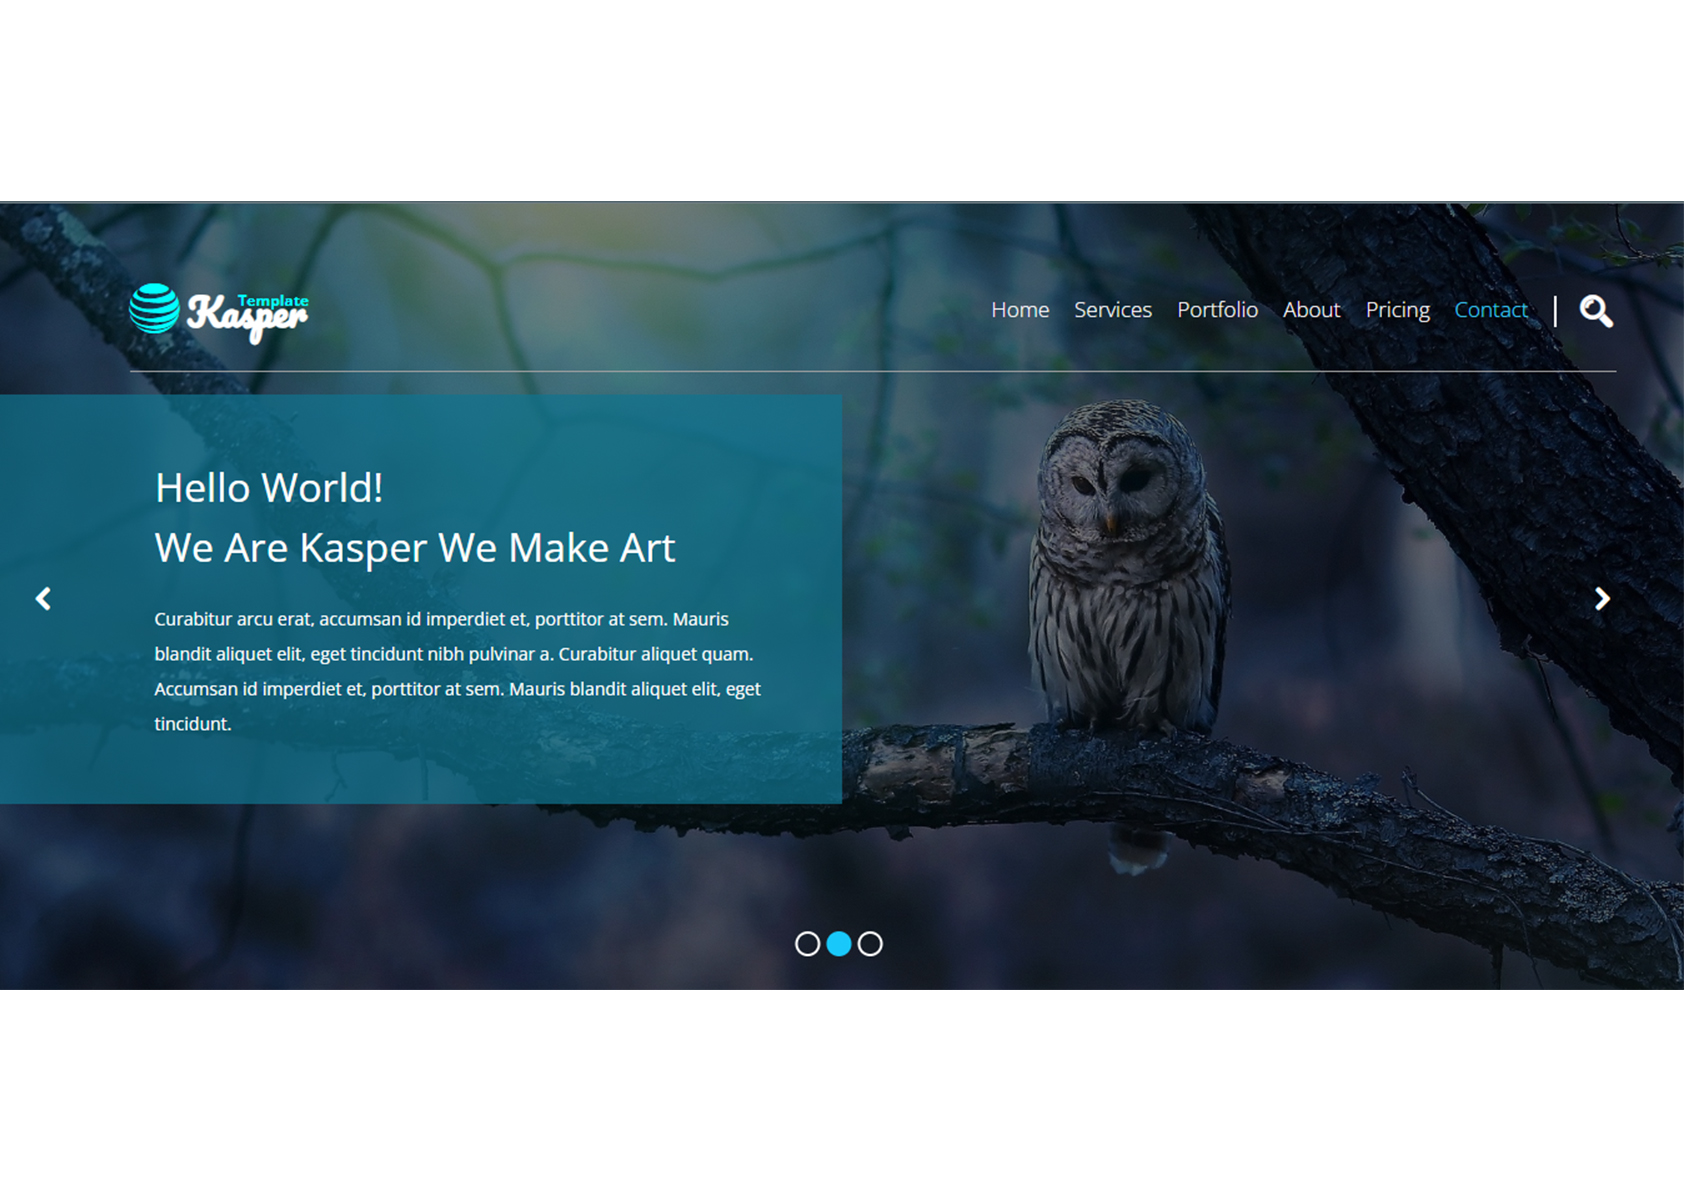 Template
Kasper
Home Services Portfolio About Pricing Contact
Hello World!
We Are Kasper We Make Art
Curabitur arcu erat, accumsan id imperdiet et, porttitor at sem. Mauris
blandit aliquet elit, eget tincidunt nibh pulvinar a. Curabitur aliquet quam.
Accumsan id imperdiet et, porttitor at sem. Mauris blandit aliquet elit, eget
tincidunt.